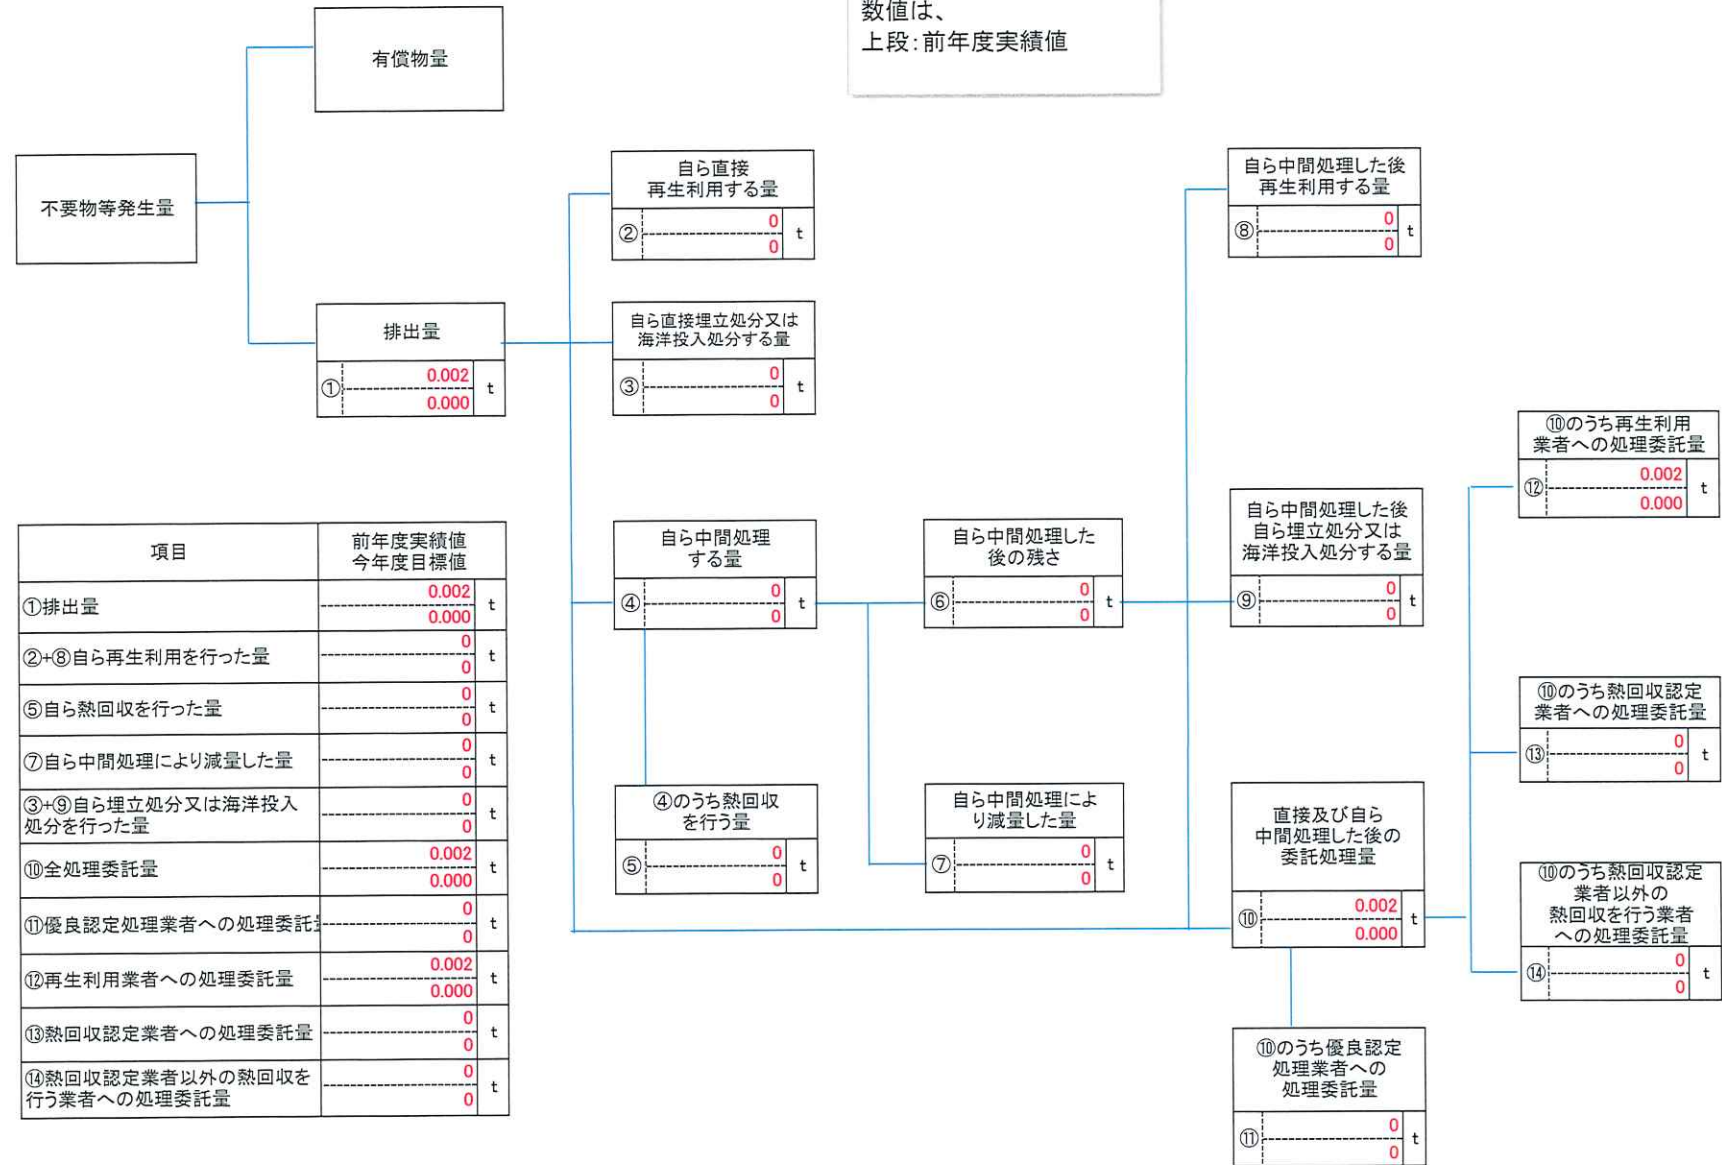 数値は、
上段:前年度実績値
有償物量
不要物等発生量
排出量
① 0.002 t
0.000
自ら直接
再生利用する量
② 0 t
0
自ら直接埋立処分又は
海洋投入処分する量
③ 0 t
0
自ら中間処理
する量
④ 0 t
0
④のうち熱回収
を行う量
⑤ 0 t
0
自ら中間処理した
後の残さ
⑥ 0 t
0
自ら中間処理によ
り減量した量
⑦ 0 t
0
自ら中間処理した後
再生利用する量
⑧ 0 t
0
自ら中間処理した後
自ら埋立処分又は
海洋投入処分する量
⑨ 0 t
0
直接及び自ら
中間処理した後の
委託処理量
⑩ 0.002 t
0.000
⑩のうち優良認定
処理業者への
処理委託量
⑪ 0 t
0
⑩のうち再生利用
業者への処理委託量
⑫ 0.002 t
0.000
⑩のうち熱回収認定
業者への処理委託量
⑬ 0 t
0
⑩のうち熱回収認定
業者以外の
熱回収を行う業者
への処理委託量
⑭ 0 t
0
項目 前年度実績値
今年度目標値
①排出量 0.002 t
0.000
②+⑧自ら再生利用を行った量 0 t
0
⑤自ら熱回収を行った量 0 t
0
⑦自ら中間処理により減量した量 0 t
0
③+⑨自ら埋立処分又は海洋投入 0 t
処分を行った量 0
⑩全処理委託量 0.002 t
0.000
⑪優良認定処理業者への処理委託 0 t
0
⑫再生利用業者への処理委託量 0.002 t
0.000
⑬熱回収認定業者への処理委託量 0 t
0
⑭熱回収認定業者以外の熱回収を 0 t
行う業者への処理委託量 0